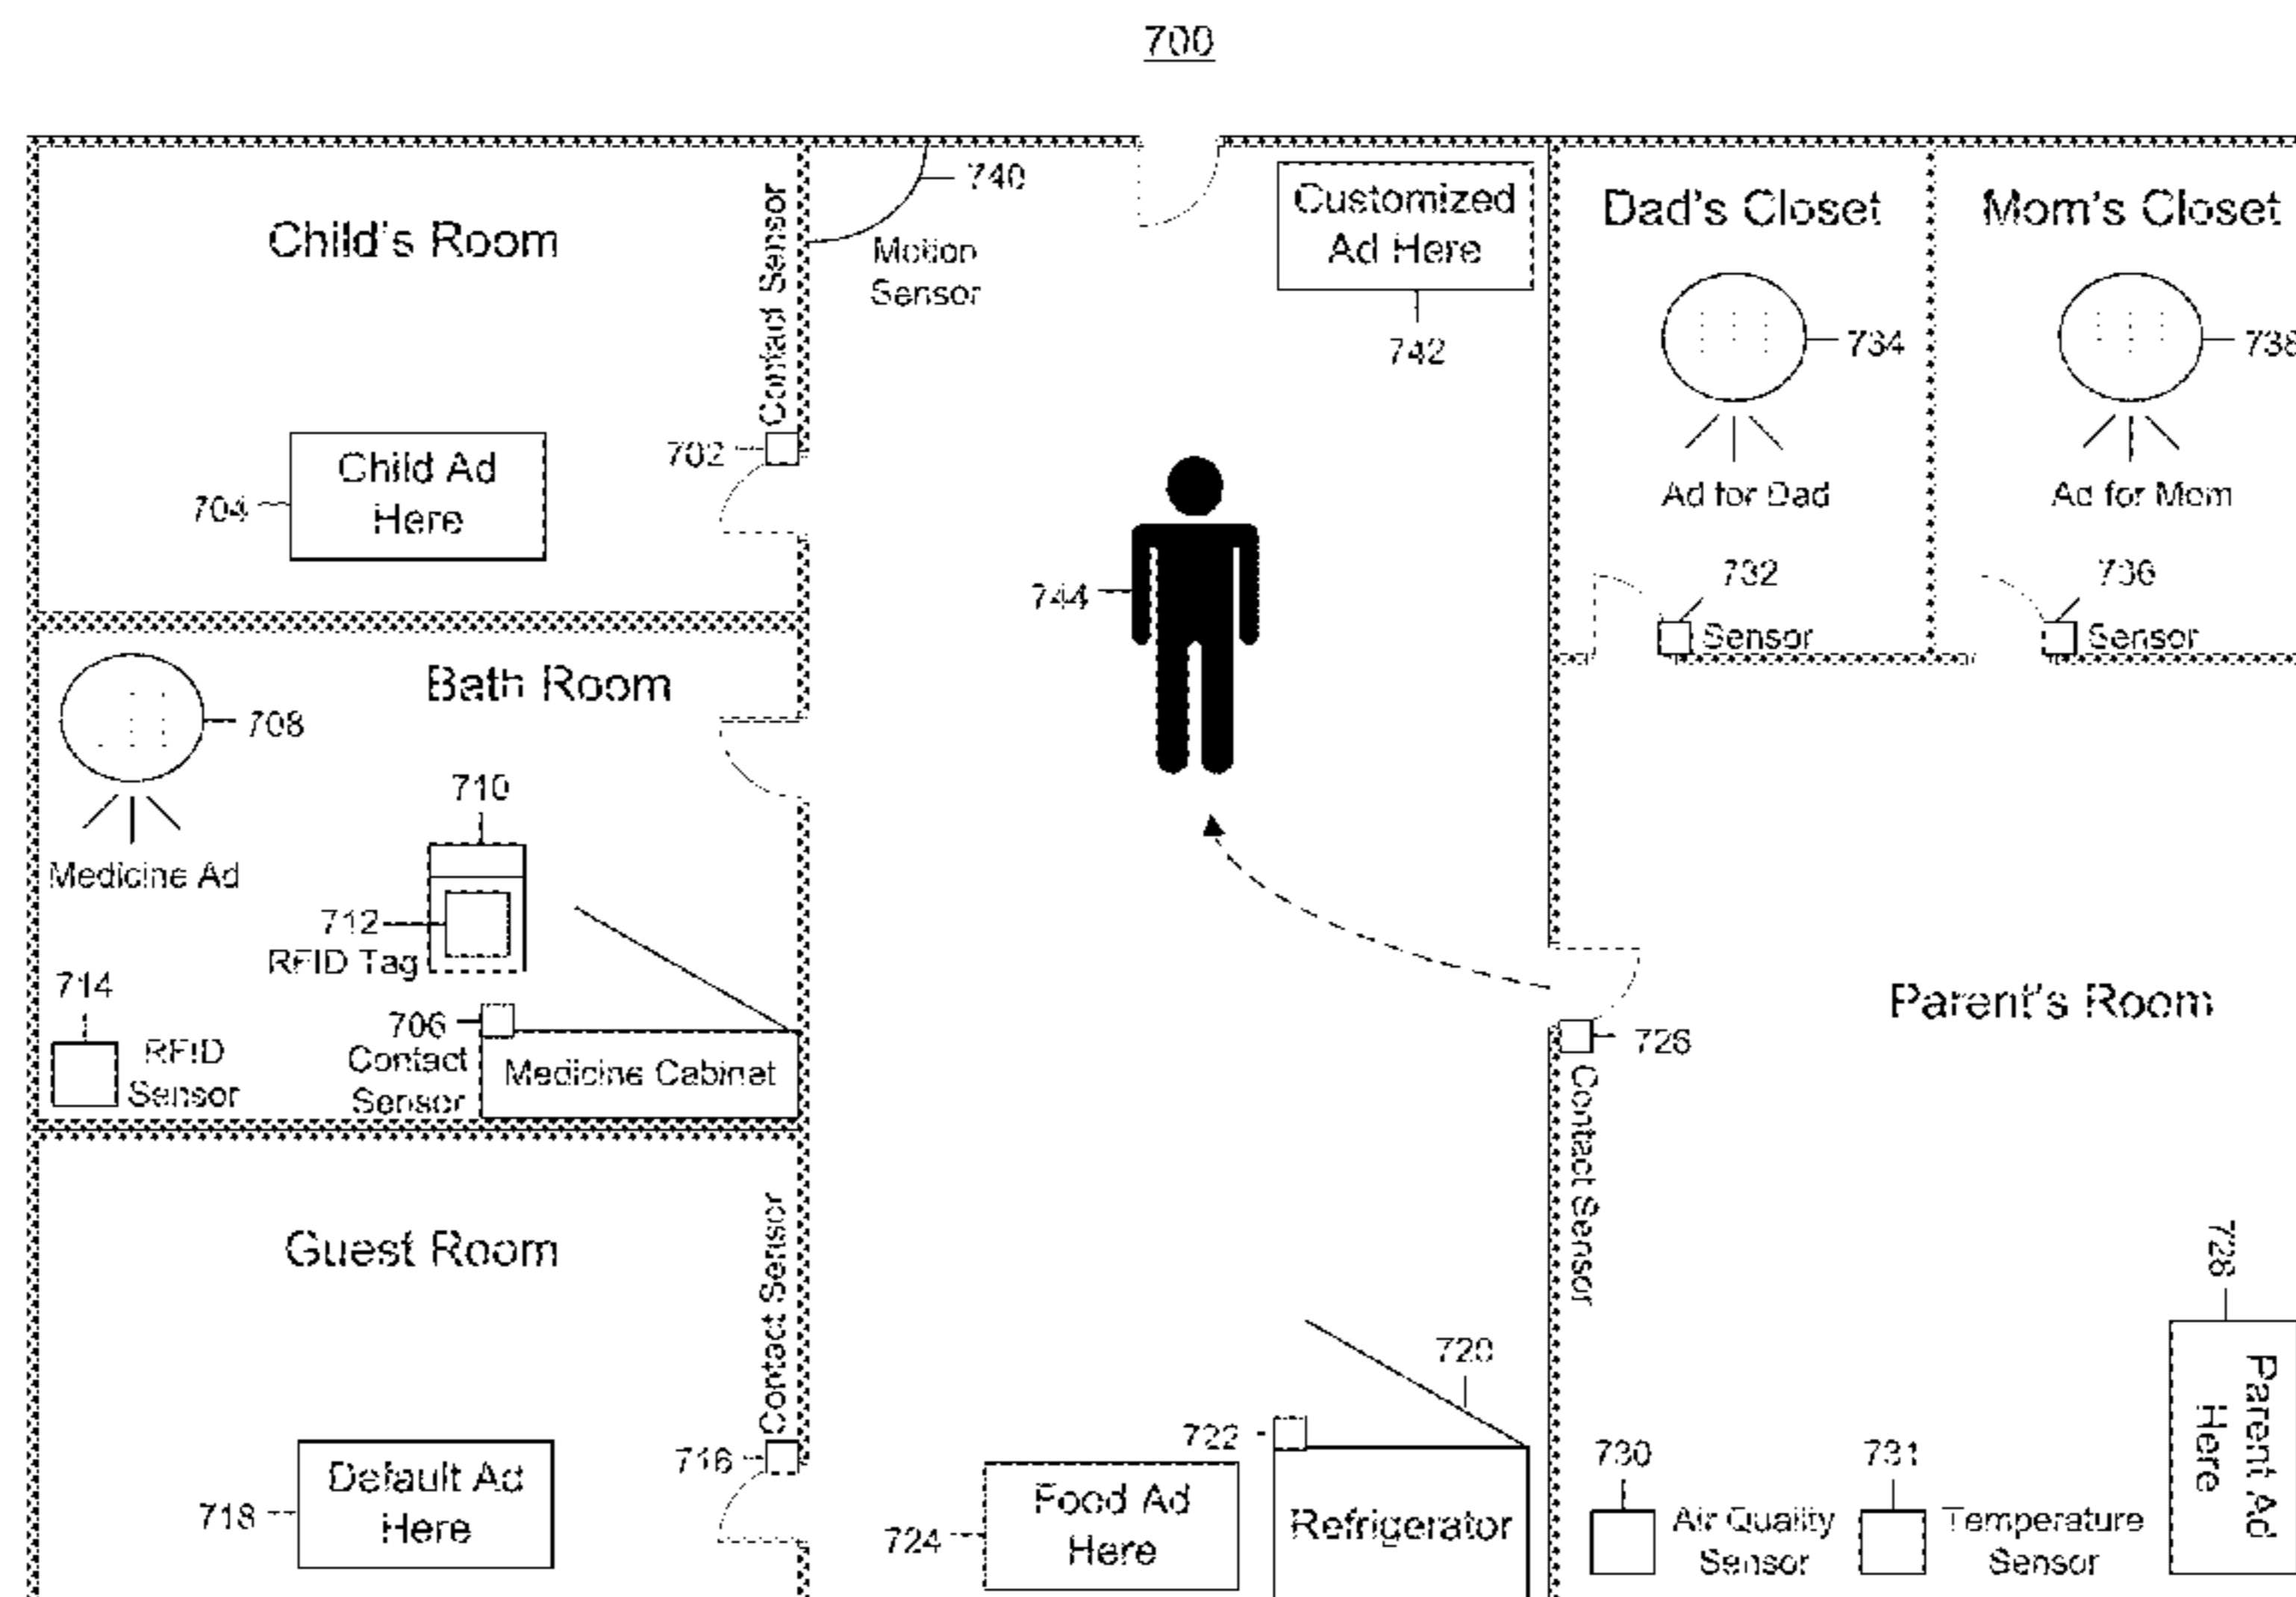 700
Child's Room
Contact Sensor
740
Motion
Sensor
Customized
Ad Here
742
Dad's Closet
Mom's Closet
734
738
702
Child Ad
Here
704
Ad for Dad
Ad for Mom
744
732
736
Sensor
Sensor
Bath Room
708
710
Medicine Ad
712
RFID Tag
714
RFID
Sensor
706
Contact
Sensor
Medicine Cabinet
726
Parent's Room
Contact Sensor
Guest Room
Contact Sensor
728
Parent Ad
Here
720
722
716
Default Ad
Here
718
Food Ad
Here
724
Refrigerator
730
731
Air Quality
Sensor
Temperature
Sensor